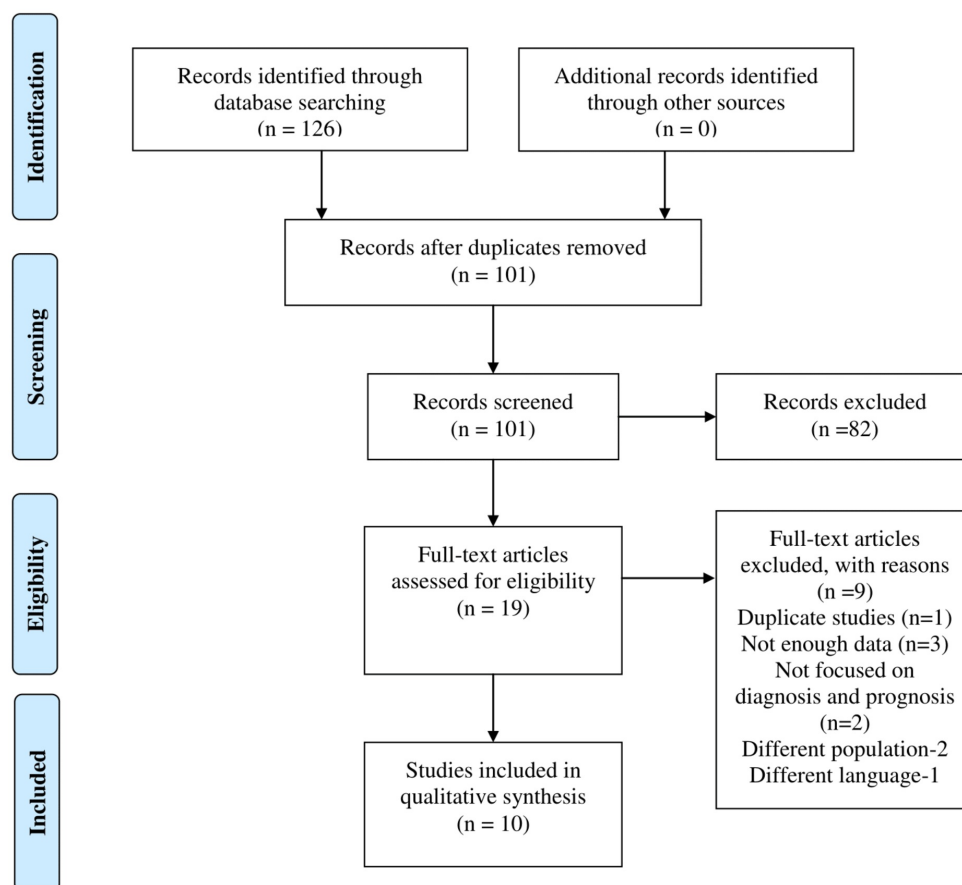 Identification
Records identified through
database searching
(n = 126)
Additional records identified
through other sources
(n = 0)
Records after duplicates removed
(n = 101)
Screening
Records screened
(n = 101)
Records excluded
(n =82)
Eligibility
Full-text articles
assessed for eligibility
(n = 19)
Full-text articles
excluded, with reasons
(n =9)
Duplicate studies (n=1)
Not enough data (n=3)
Not focused on
diagnosis and prognosis
(n=2)
Different population-2
Different language-1
Included
Studies included in
qualitative synthesis
(n = 10)